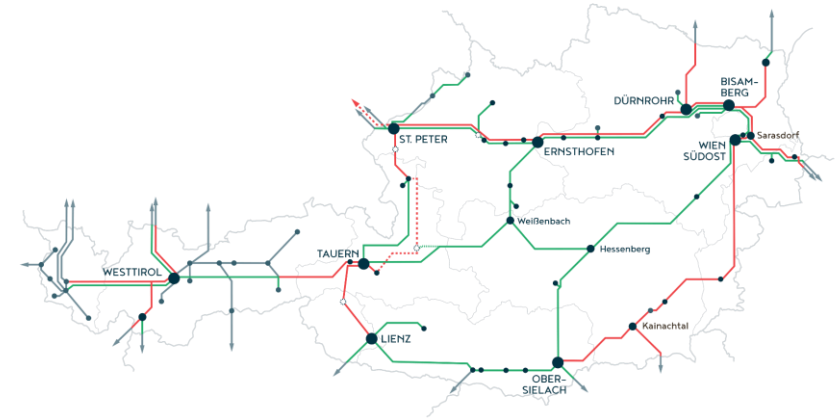 BISAM-
BERG
DÜRNROHR
ST. PETER
ERNSTHOFEN
Sarasdorf
WIEN
SÜDOST
Weißenbach
TAUERN
Hessenberg
WESTTIROL
Kainachtal
LIENZ
OBER-
SIELACH